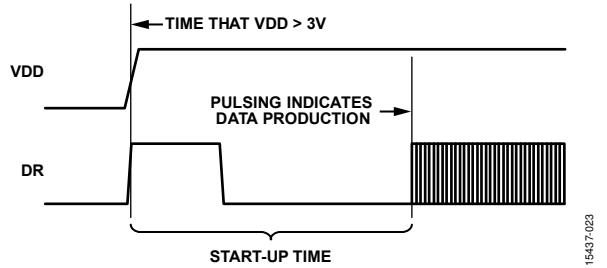 TIME THAT VDD > 3V
VDD
PULSING INDICATES
DATA PRODUCTION
DR
START-UP TIME
15437-023